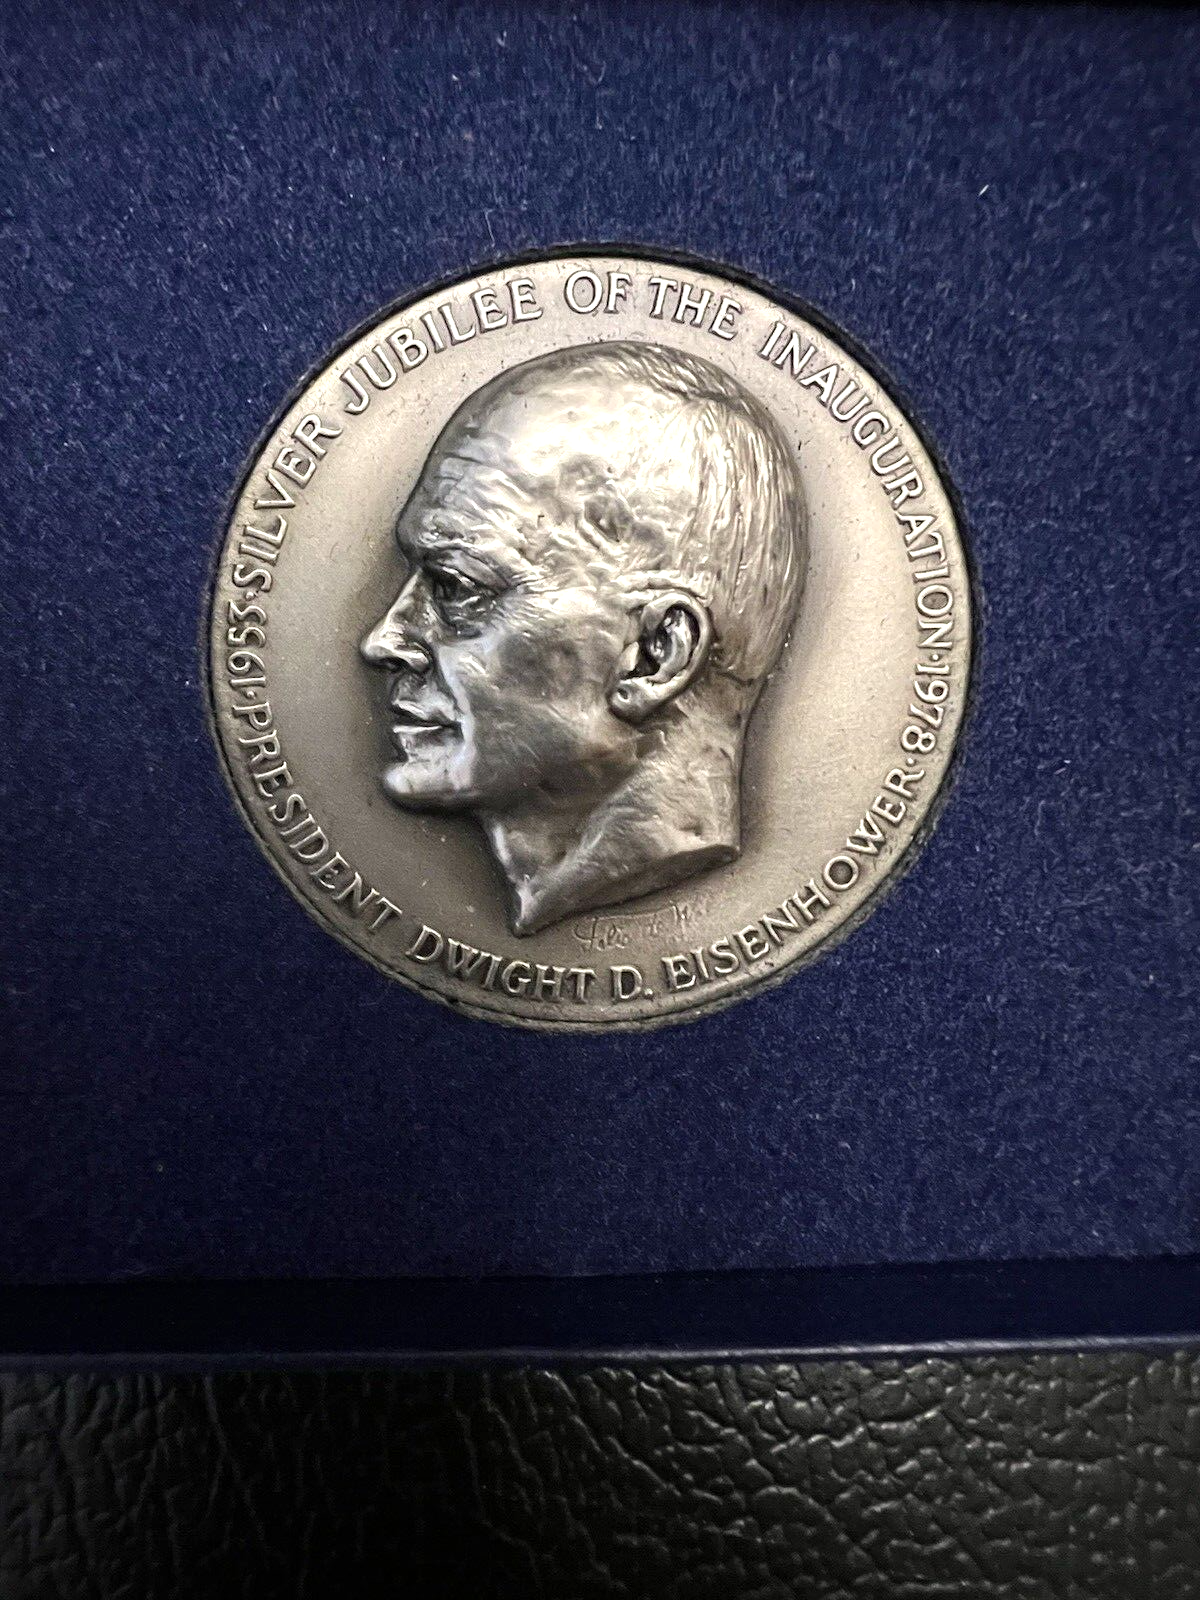 1953·SILVER JUBILEE OF THE INAUGURATION·1978·
PRESIDENT DWIGHT D. EISENHOWER·